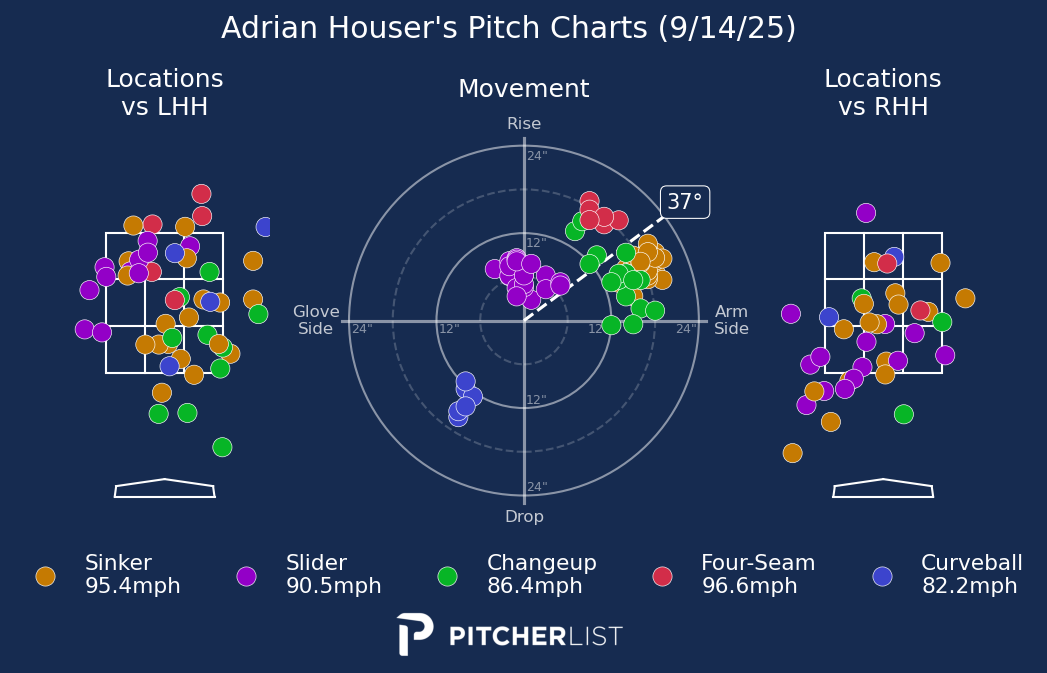 Adrian Houser's Pitch Charts (9/14/25)
Locations
vs LHH
Movement
Locations
vs RHH
Rise
24"
37°
12"
Glove
Side
24"
12"
12"
24"
Arm
Side
12"
24"
Drop
Sinker
95.4mph
Slider
90.5mph
Changeup
86.4mph
Four-Seam
96.6mph
Curveball
82.2mph
PITCHERLIST